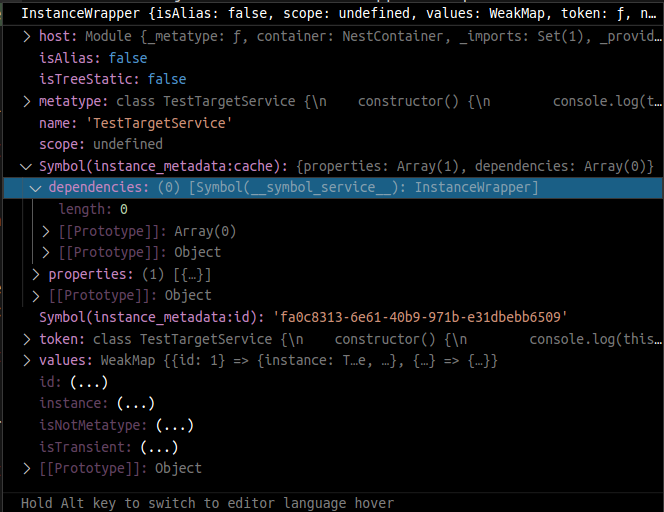 InstanceWrapper {isAlias: false, scope: undefined, values: WeakMap, token: ƒ, n…
host: Module {_metatype: ƒ, container: NestContainer, _imports: Set(1), _provid…
isAlias: false
isTreeStatic: false
metatype: class TestTargetService {\n    constructor() {\n        console.log(t…
name: 'TestTargetService'
scope: undefined
Symbol(instance_metadata:cache): {properties: Array(1), dependencies: Array(0)}
dependencies: (0) [Symbol(__symbol_service__): InstanceWrapper]
length: 0
[[Prototype]]: Array(0)
[[Prototype]]: Object
properties: (1) [{…}]
[[Prototype]]: Object
Symbol(instance_metadata:id): 'fa0c8313-6e61-40b9-971b-e31dbebb6509'
token: class TestTargetService {\n    constructor() {\n        console.log(this…
values: WeakMap {{id: 1} => {instance: T…e, …}, {…} => {…}}
id: (...)
instance: (...)
isNotMetatype: (...)
isTransient: (...)
[[Prototype]]: Object
Hold Alt key to switch to editor language hover